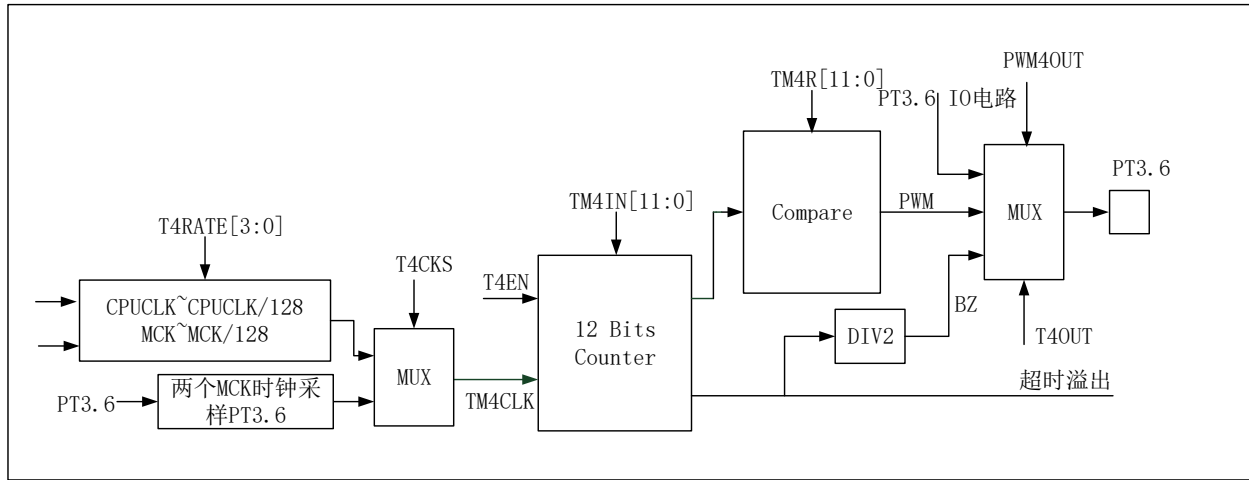 PWM4OUT
TM4R[11:0]
PT3.6 IO电路
PT3.6
TM4IN[11:0]
Compare
PWM
MUX
T4RATE[3:0]
T4CKS
T4EN
CPUCLK~CPUCLK/128
MCK~MCK/128
BZ
12 Bits
Counter
DIV2
T4OUT
MUX
超时溢出
两个MCK时钟采
样PT3.6
PT3.6
TM4CLK